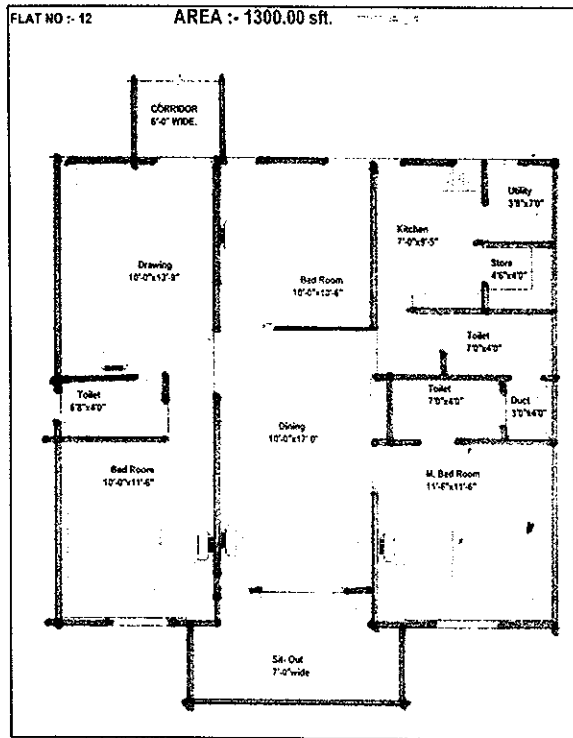 FLAT NO :- 12
AREA :- 1300.00 sft.
CORRIDOR
6'-0" WIDE.
Utility
3'8"x7'0"
Kitchen
7'-0"x9'-5"
Store
4'6"x4'0"
Drawing
10'-0"x13'-9"
Bed Room
10'-0"x13'-6"
Toilet
7'0"x4'0"
Toilet
6'8"x4'0"
Toilet
7'0"x4'0"
Duct
3'0"x4'0"
Dining
10'-0"x17'0"
Bed Room
10'-0"x11'-6"
M. Bed Room
11'-6"x11'-6"
Sit- Out
7'-0"wide